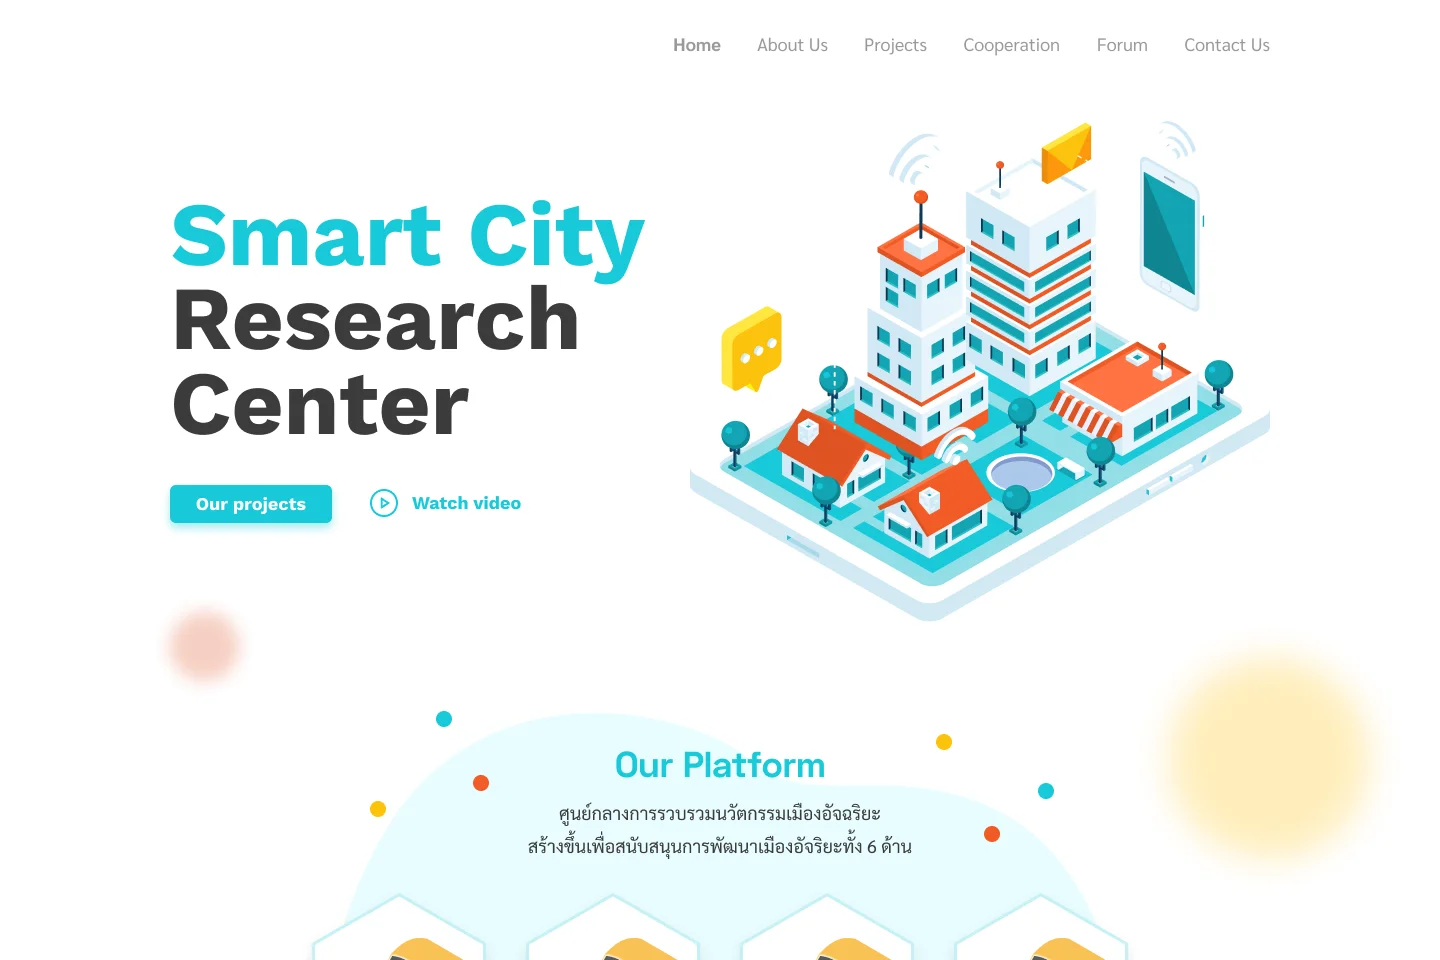 Home About Us Projects Cooperation Forum Contact Us
Smart City
Research
Center
Our projects
Watch video
Our Platform
ศูนย์กลางการรวบรวมนวัตกรรมเมืองอัจฉริยะ
สร้างขึ้นเพื่อสนับสนุนการพัฒนาเมืองอัจริยะทั้ง 6 ด้าน